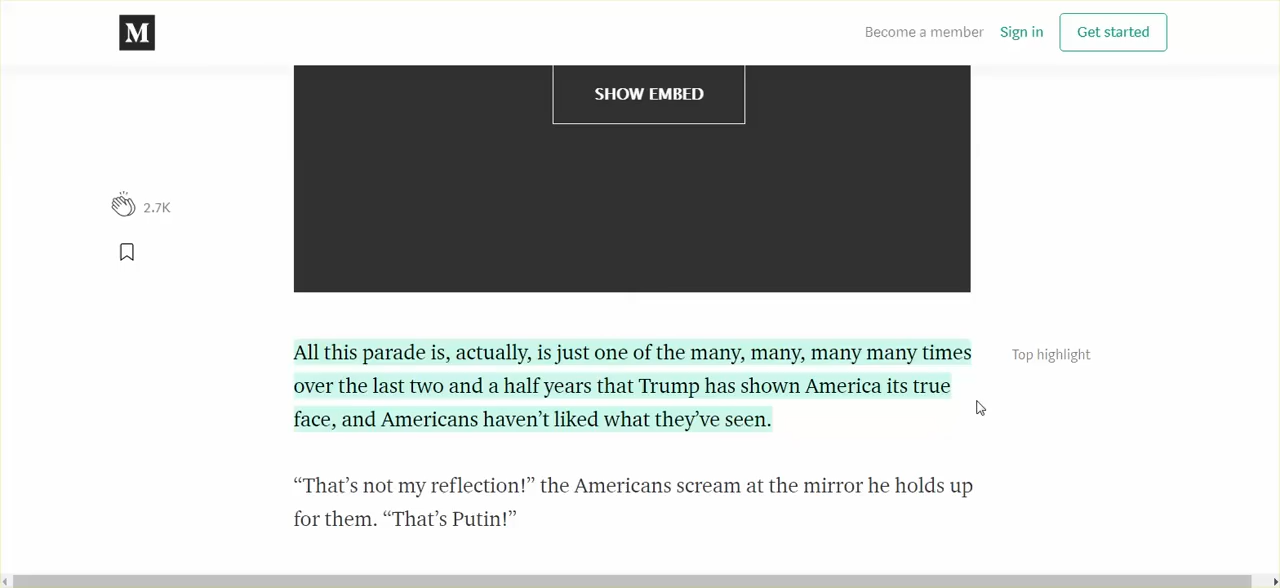 M
Become a member Sign in Get started
SHOW EMBED
2.7K
All this parade is, actually, is just one of the many, many, many many times
Top highlight
over the last two and a half years that Trump has shown America its true
face, and Americans haven’t liked what they’ve seen.
“That’s not my reflection!” the Americans scream at the mirror he holds up
for them. “That’s Putin!”